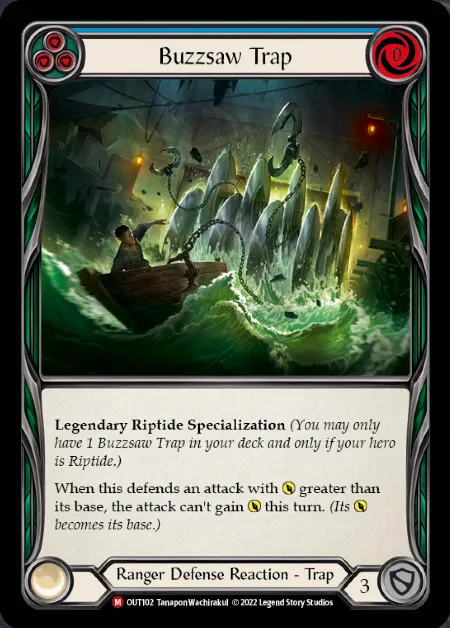 Buzzsaw Trap
0
Legendary Riptide Specialization (You may only
have 1 Buzzsaw Trap in your deck and only if your hero
is Riptide.)
When this defends an attack with greater than
its base, the attack can't gain this turn. (Its
becomes its base.)
Ranger Defense Reaction - Trap
3
M OUT102 TanaponWachirakul © 2022 Legend Story Studios